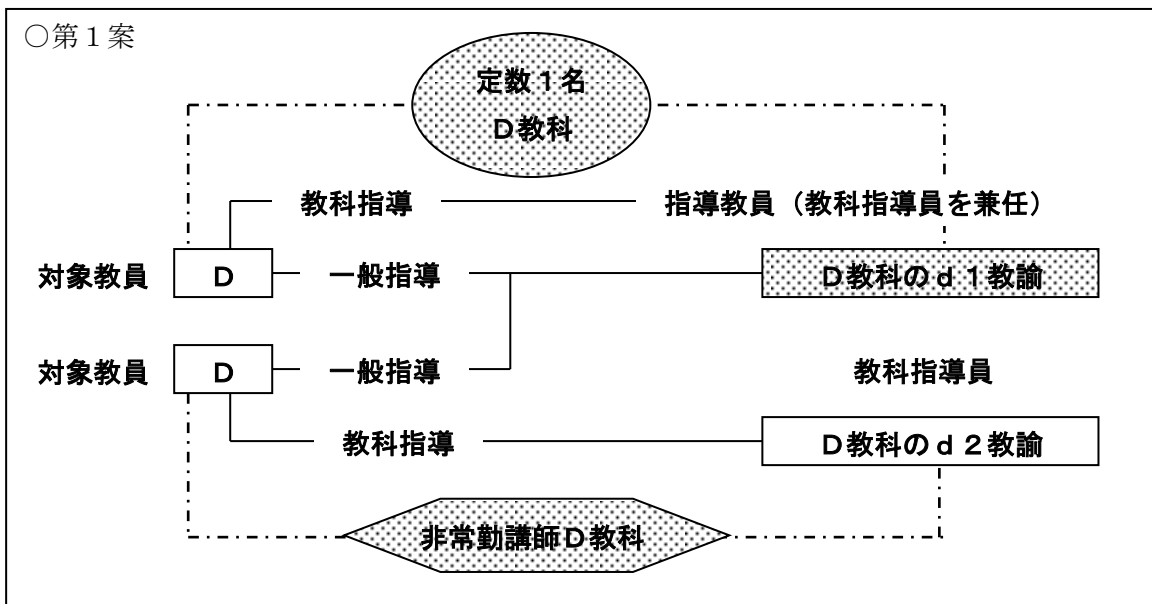 ○第１案
定数１名
Ｄ教科
教科指導 指導教員（教科指導員を兼任）
対象教員 Ｄ 一般指導 Ｄ教科のｄ１教諭
対象教員 Ｄ 一般指導 教科指導員
教科指導 Ｄ教科のｄ２教諭
非常勤講師Ｄ教科